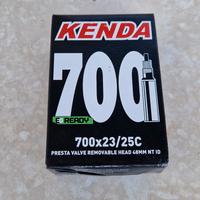 KENDA
700
E READY
700x23/25C
PRESTA VALVE REMOVABLE HEAD 48MM NT ID